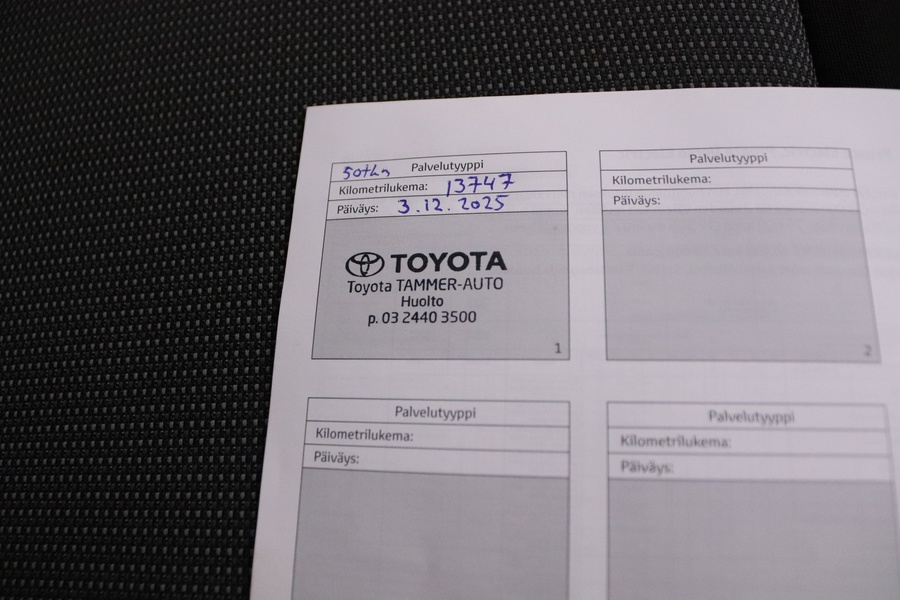 50tkm Palvelutyyppi
Kilometrilukema: 13747
Päiväys: 3.12.2025
TOYOTA
Toyota TAMMER-AUTO
Huolto
p. 03 2440 3500
1
Palvelutyyppi
Kilometrilukema:
Päiväys:
2
Palvelutyyppi
Kilometrilukema:
Päiväys:
Palvelutyyppi
Kilometrilukema:
Päiväys: